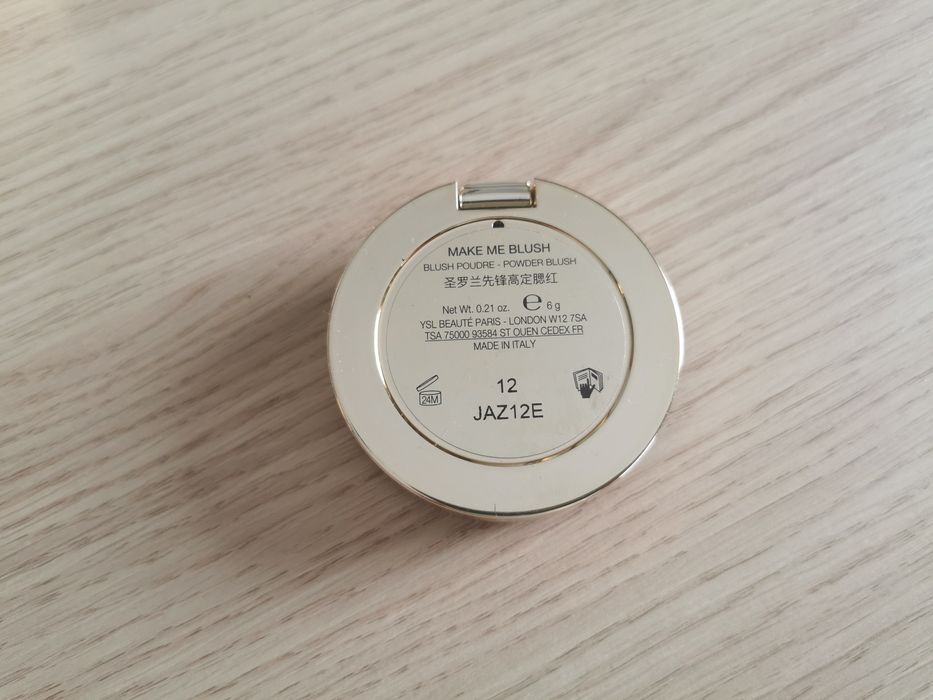 MAKE ME BLUSH
BLUSH POUDRE - POWDER BLUSH
圣罗兰先锋高定腮红
Net Wt. 0.21 oz. ℮ 6 g
YSL BEAUTÉ PARIS - LONDON W12 7SA
TSA 75000 93584 ST OUEN CEDEX FR
MADE IN ITALY
24M
12
JAZ12E